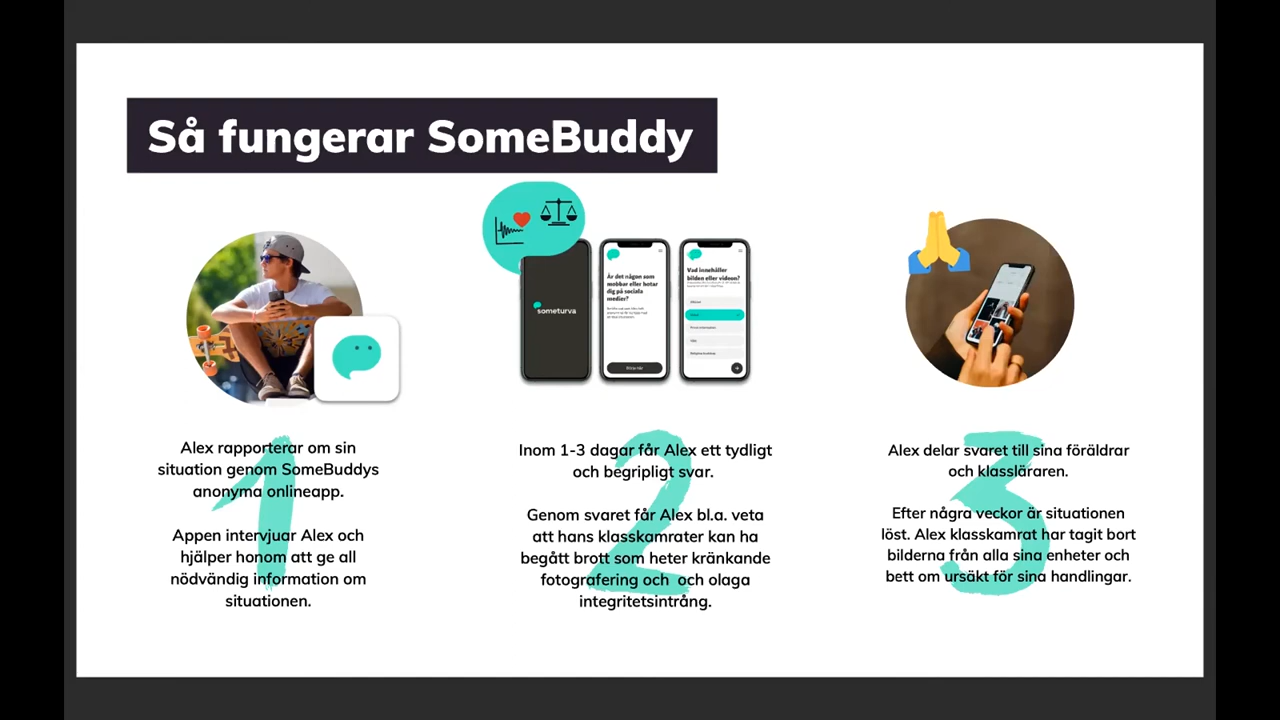 Så fungerar SomeBuddy
someturva
Är det någon som
mobbar eller hotar
dig på sociala
medier?
Vad innehåller
bilden eller videon?
Alex rapporterar om sin
situation genom SomeBuddys
anonyma onlineapp.
Appen intervjuar Alex och
hjälper honom att ge all
nödvändig information om
situationen.
1
Inom 1-3 dagar får Alex ett tydligt
och begripligt svar.
Genom svaret får Alex bl.a. veta
att hans klasskamrater kan ha
begått brott som heter kränkande
fotografering och och olaga
integritetsintrång.
2
Alex delar svaret till sina föräldrar
och klassläraren.
Efter några veckor är situationen
löst. Alex klasskamrat har tagit bort
bilderna från alla sina enheter och
bett om ursäkt för sina handlingar.
3